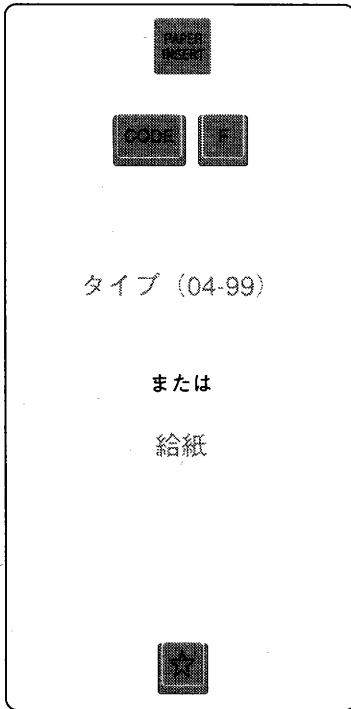 PAPER
INSERT
CODE F
タイプ (04-99)
または
給紙